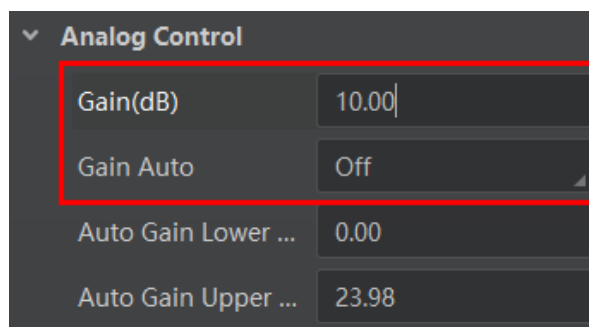 Analog Control
Gain(dB) 10.00
Gain Auto Off
Auto Gain Lower ... 0.00
Auto Gain Upper ... 23.98